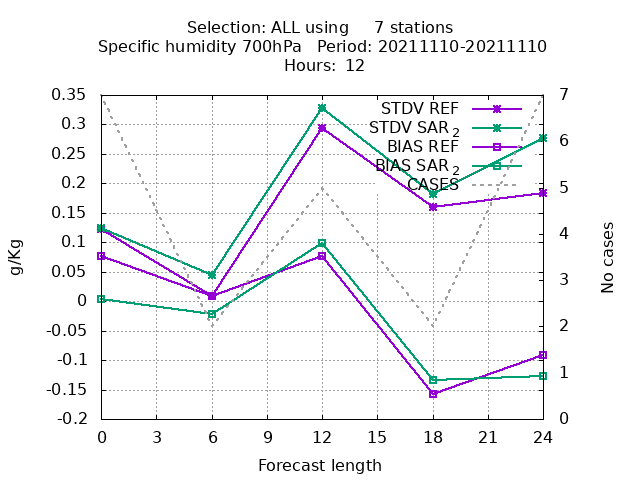 Selection: ALL using     7 stations
Specific humidity 700hPa   Period: 20211110-20211110
Hours: 12
0.35
0.3
0.25
0.2
0.15
0.1
0.05
0
-0.05
-0.1
-0.15
-0.2
g/Kg
STDV REF
STDV SAR2
BIAS REF
BIAS SAR2
CASES
7
6
5
4
3
2
1
0
No cases
0 3 6 9 12 15 18 21 24
Forecast length